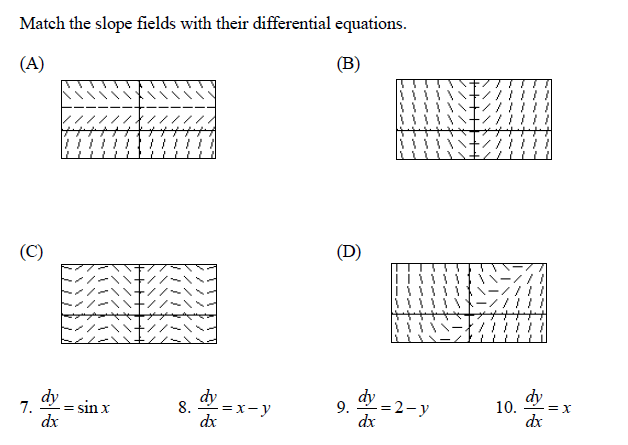 Match the slope fields with their differential equations.
(A) (B)
(C) (D)
7. dy/dx = sin x 8. dy/dx = x – y 9. dy/dx = 2 – y 10. dy/dx = x